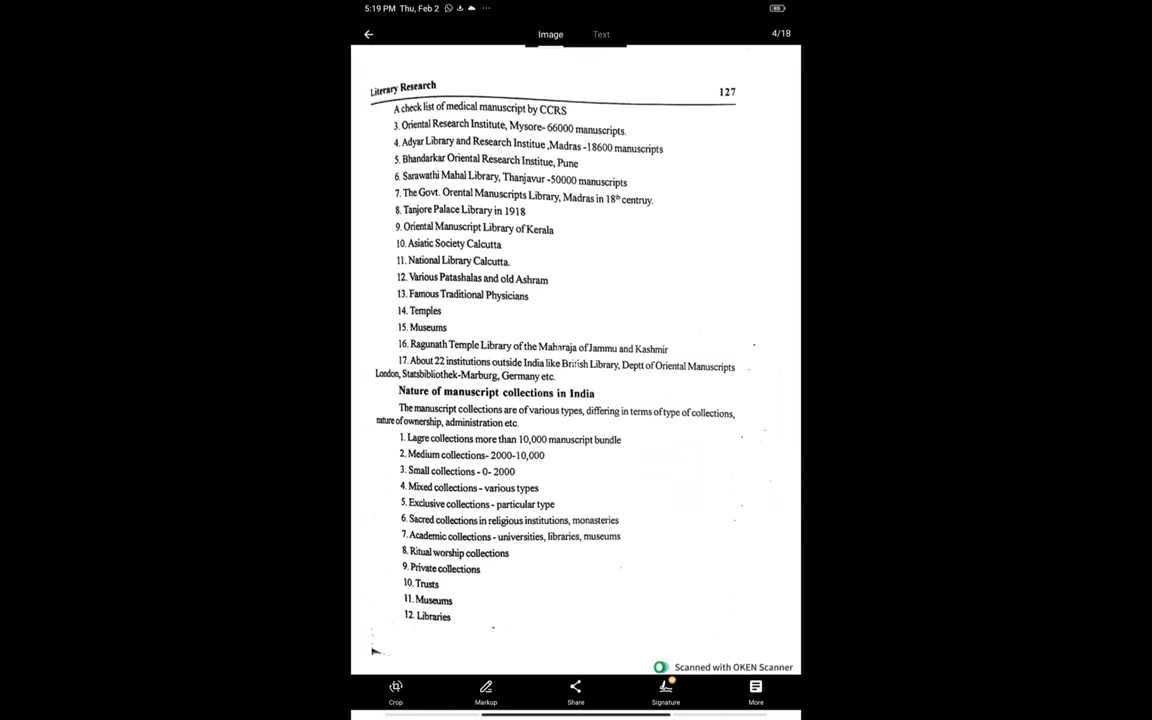 5:19 PM Thu, Feb 2
Image Text 4/18
Literary Research 127
A check list of medical manuscript by CCRS
3. Oriental Research Institute, Mysore- 66000 manuscripts.
4. Adyar Library and Research Institue ,Madras -18600 manuscripts
5. Bhandarkar Oriental Research Institue, Pune
6. Sarawathi Mahal Library, Thanjavur -50000 manuscripts
7. The Govt. Orental Manuscripts Library, Madras in 18th centruy.
8. Tanjore Palace Library in 1918
9. Oriental Manuscript Library of Kerala
10. Asiatic Society Calcutta
11. National Library Calcutta.
12. Various Patashalas and old Ashram
13. Famous Traditional Physicians
14. Temples
15. Museums
16. Ragunath Temple Library of the Maharaja of Jammu and Kashmir
17. About 22 institutions outside India like British Library, Deptt of Oriental Manuscripts
London, Statsbibliothek-Marburg, Germany etc.
Nature of manuscript collections in India
The manuscript collections are of various types, differing in terms of type of collections,
nature of ownership, administration etc.
1. Lagre collections more than 10,000 manuscript bundle
2. Medium collections- 2000-10,000
3. Small collections - 0- 2000
4. Mixed collections - various types
5. Exclusive collections - particular type
6. Sacred collections in religious institutions, monasteries
7. Academic collections - universities, libraries, museums
8. Ritual worship collections
9. Private collections
10. Trusts
11. Museums
12. Libraries
Scanned with OKEN Scanner
Crop Markup Share Signature More